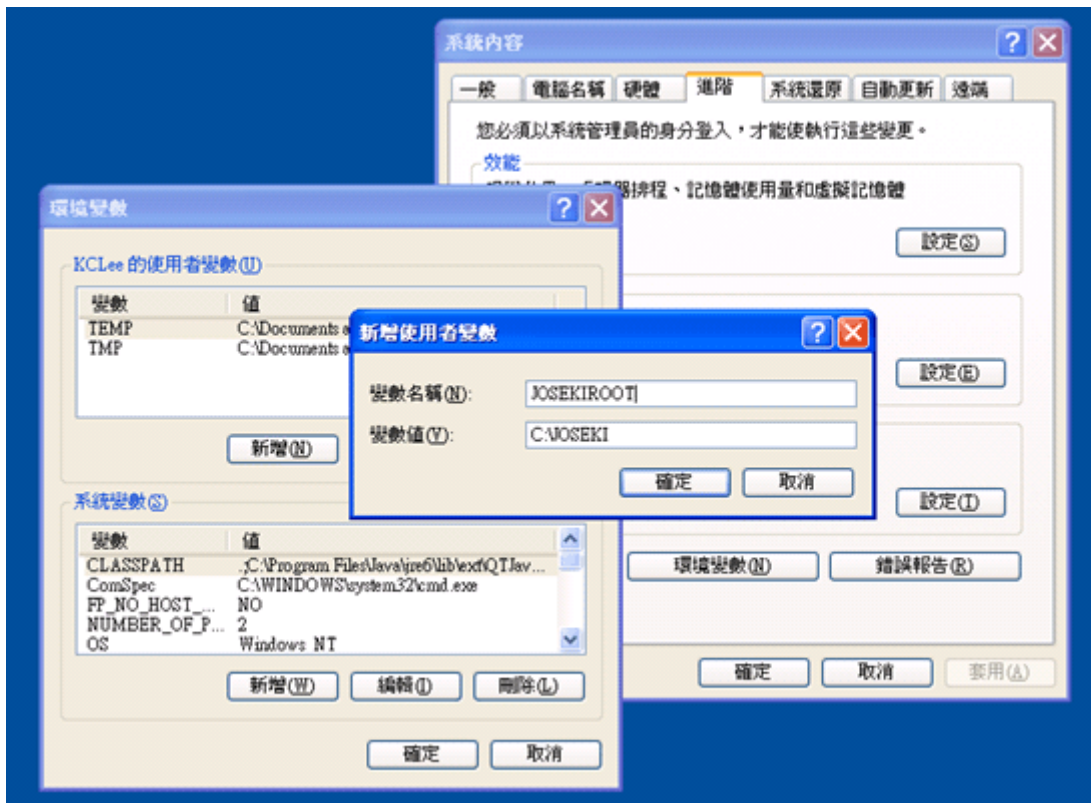 系統內容
一般 電腦名稱 硬體 進階 系統還原 自動更新 遠端
您必須以系統管理員的身分登入，才能使執行這些變更。
效能
排程、記憶體使用量和虛擬記憶體
設定(S)
設定(E)
設定(I)
環境變數(N) 錯誤報告(R)
確定 取消 套用(A)
環境變數
KCLee 的使用者變數(U)
變數 值
TEMP C:\Documents a
TMP C:\Documents a
新增(N)
系統變數(S)
變數 值
CLASSPATH .;C:\Program Files\Java\jre6\lib\ext\QTJav...
ComSpec C:\WINDOWS\system32\cmd.exe
FP_NO_HOST_... NO
NUMBER_OF_P... 2
OS Windows_NT
新增(W) 編輯(I) 刪除(L)
確定 取消
新增使用者變數
變數名稱(N): JOSEKIROOT
變數值(V): C:\JOSEKI
確定 取消